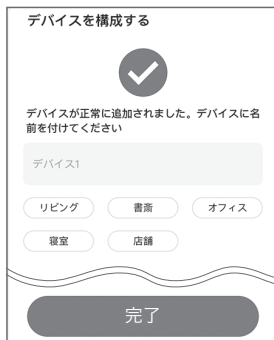 デバイスを構成する
デバイスが正常に追加されました。デバイスに名
前を付けてください
デバイス1
リビング 書斎 オフィス
寝室 店舗
完了